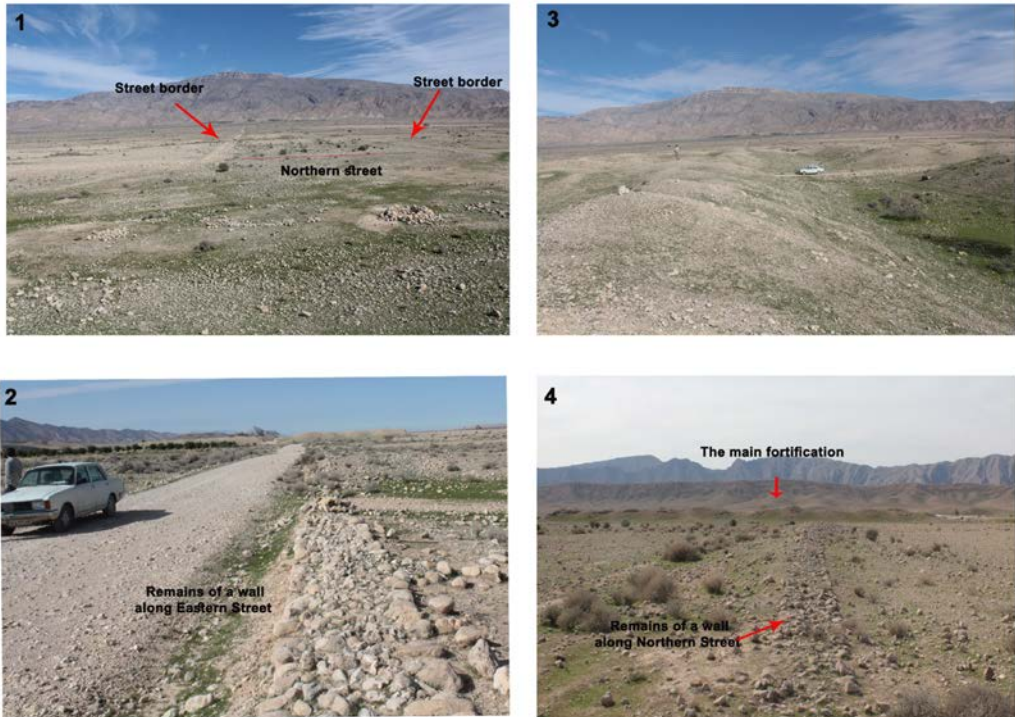 1
Street border
Street border
Northern street
2
Remains of a wall
along Eastern Street
3
4
The main fortification
Remains of a wall
along Northern Street